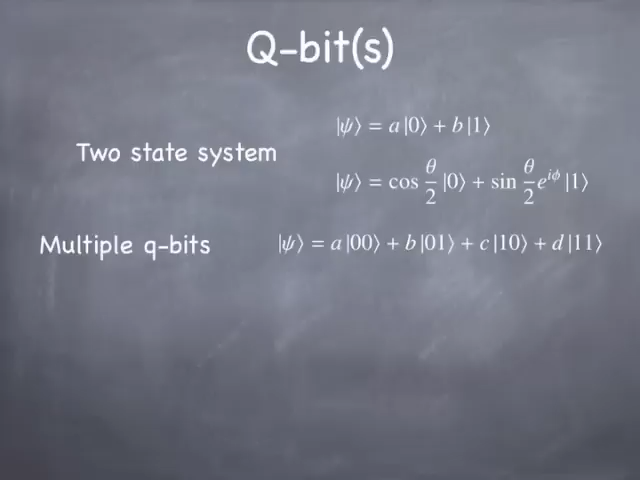 Q-bit(s)
|ψ⟩ = a|0⟩ + b|1⟩
Two state system
|ψ⟩ = cos θ/2 |0⟩ + sin θ/2 e^{iϕ} |1⟩
Multiple q-bits |ψ⟩ = a|00⟩ + b|01⟩ + c|10⟩ + d|11⟩